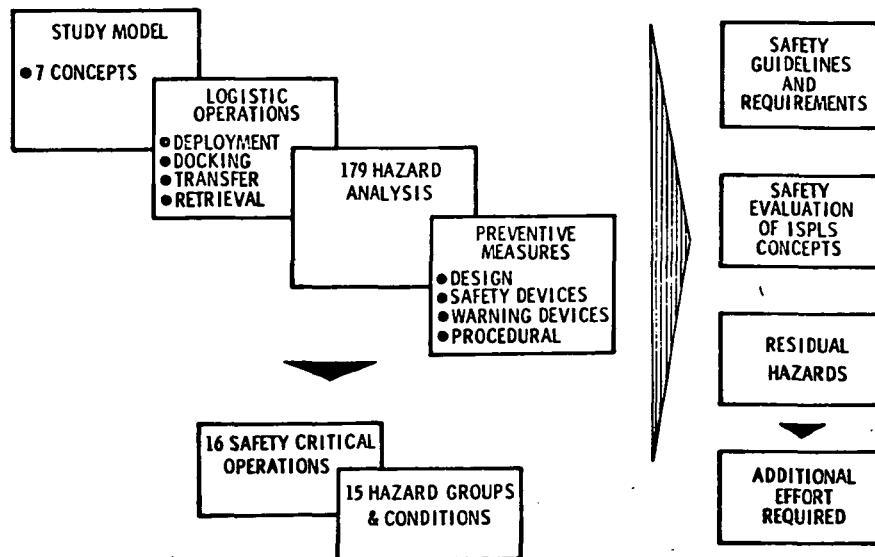 STUDY MODEL
● 7 CONCEPTS
LOGISTIC
OPERATIONS
● DEPLOYMENT
● DOCKING
● TRANSFER
● RETRIEVAL
179 HAZARD
ANALYSIS
PREVENTIVE
MEASURES
● DESIGN
● SAFETY DEVICES
● WARNING DEVICES
● PROCEDURAL
16 SAFETY CRITICAL
OPERATIONS
15 HAZARD GROUPS
& CONDITIONS
SAFETY
GUIDELINES
AND
REQUIREMENTS
SAFETY
EVALUATION
OF ISPLS
CONCEPTS
RESIDUAL
HAZARDS
ADDITIONAL
EFFORT
REQUIRED